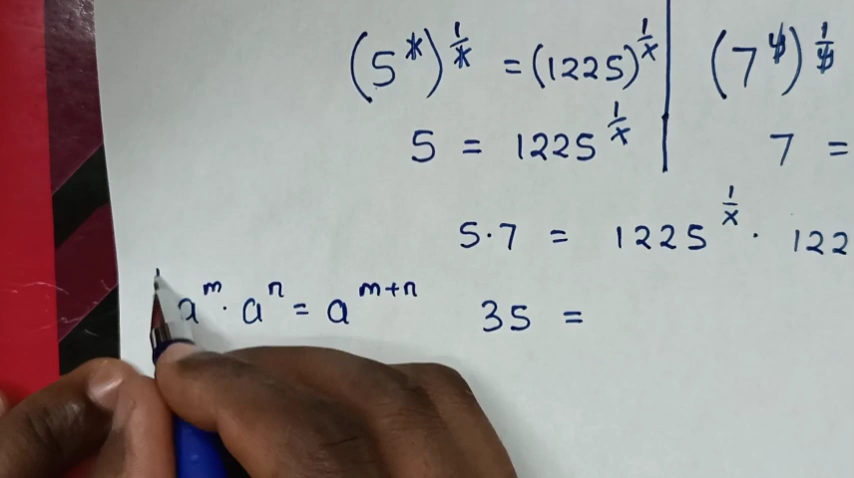 (5^x)^(1/x) = (1225)^(1/x) | (7^y)^(1/y)
5 = 1225^(1/x) | 7 =
5·7 = 1225^(1/x) · 122
a^m · a^n = a^(m+n) 35 =